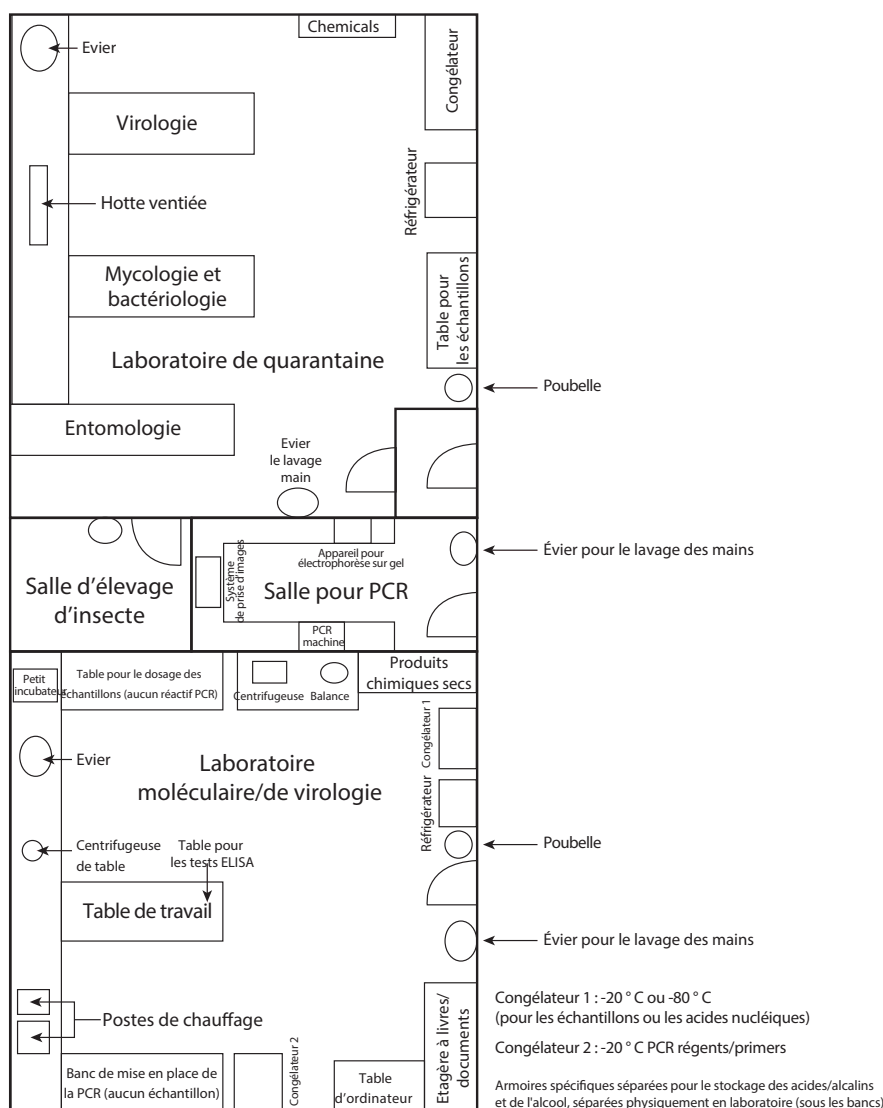 Chemicals
Evier
Congélateur
Virologie
Réfrigérateur
Hotte ventiée
Mycologie et
bactériologie
Table pour
les échantillons
Laboratoire de quarantaine
Poubelle
Entomologie
Evier
le lavage
main
Appareil pour
électrophorèse sur gel
Évier pour le lavage des mains
Système
de prise d'images
Salle d'élevage
d'insecte
Salle pour PCR
PCR
machine
Petit
incubateur
Table pour le dosage des
échantillons (aucun réactif PCR)
Centrifugeuse
Balance
Produits
chimiques secs
Congélateur 1
Evier
Laboratoire
moléculaire/de virologie
Réfrigérateur
Centrifugeuse
de table
Table pour
les tests ELISA
Poubelle
Table de travail
Évier pour le lavage des mains
Postes de chauffage
Etagère à livres/
documents
Congélateur 1 : -20 ° C ou -80 ° C
(pour les échantillons ou les acides nucléiques)
Congélateur 2 : -20 ° C PCR régents/primers
Banc de mise en place de
la PCR (aucun échantillon)
Congélateur 2
Table
d'ordinateur
Armoires spécifiques séparées pour le stockage des acides/alcalins
et de l'alcool, séparées physiquement en laboratoire (sous les bancs)